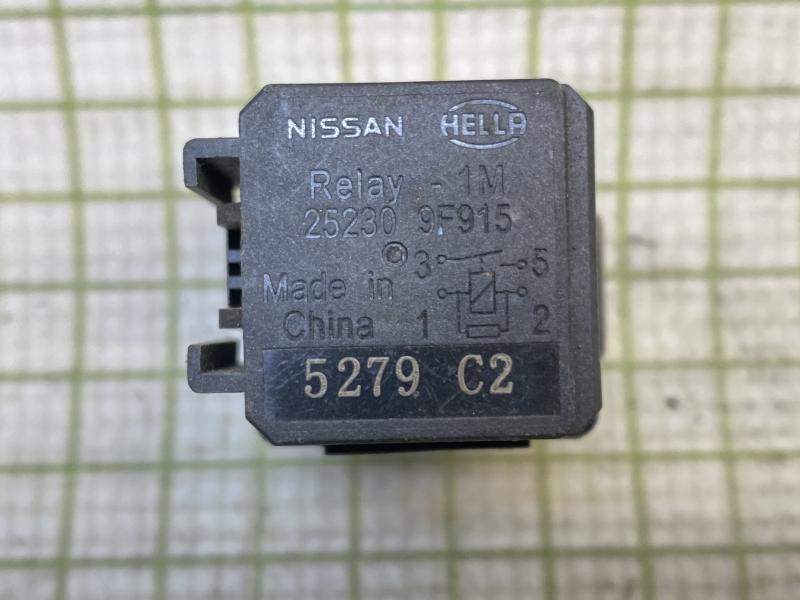 NISSAN HELLA
Relay - 1M
25230 9F915
3 5
Made in
China 1 2
5279 C2